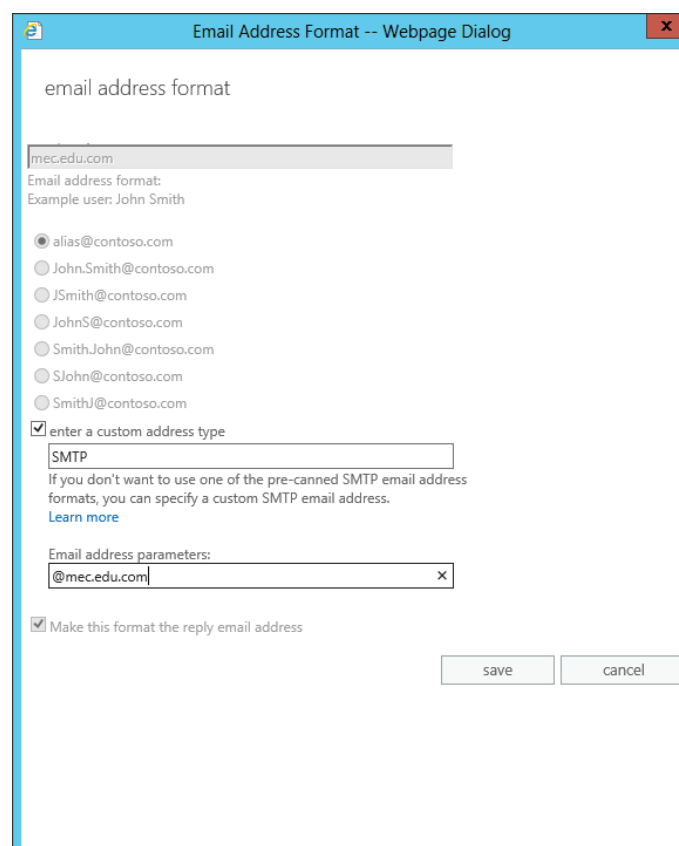 Email Address Format -- Webpage Dialog
x
email address format
mec.edu.com
Email address format:
Example user: John Smith
alias@contoso.com
John.Smith@contoso.com
JSmith@contoso.com
JohnS@contoso.com
Smith.John@contoso.com
SJohn@contoso.com
SmithJ@contoso.com
enter a custom address type
SMTP
If you don't want to use one of the pre-canned SMTP email address
formats, you can specify a custom SMTP email address.
Learn more
Email address parameters:
@mec.edu.com
Make this format the reply email address
save cancel